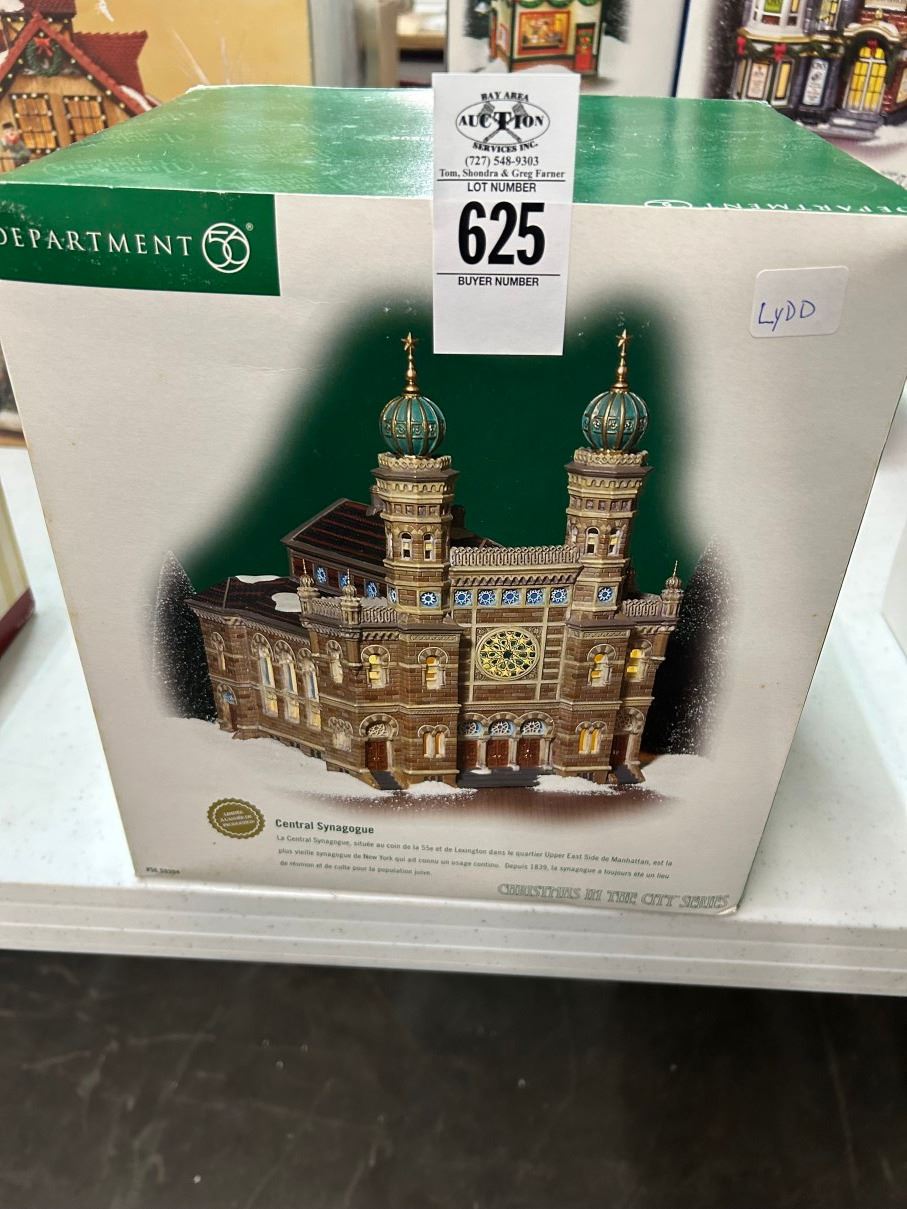 BAY AREA
AUCTION
SERVICES INC.
(727) 548-9303
Tom, Shondra & Greg Farner
LOT NUMBER
625
BUYER NUMBER
DEPARTMENT 56®
LYDD
Central Synagogue
La Central Synagogue, située au coin de la 55e et de Lexington dans le quartier Upper East Side de Manhattan, est la
plus vieille synagogue de New York qui ait connu un usage continu. Depuis 1839, la synagogue a toujours été un lieu
de réunion et de culte pour la population juive.
CHRISTMAS IN THE CITY SERIES